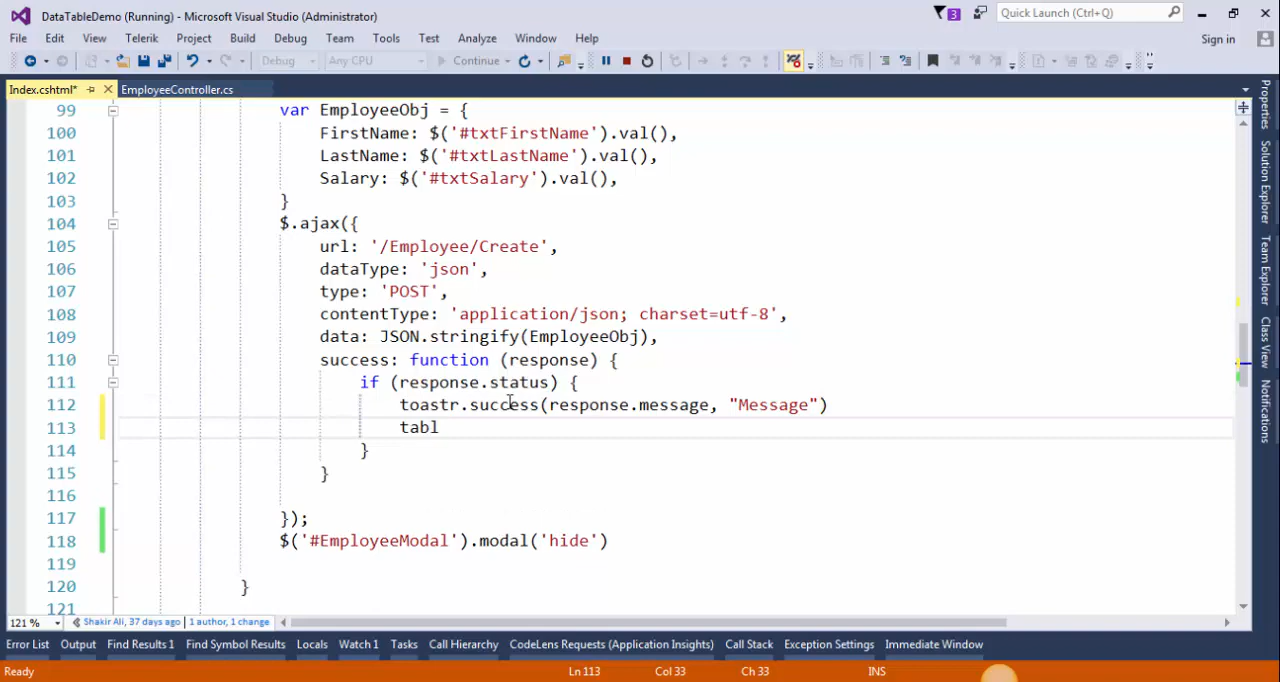 DataTableDemo (Running) - Microsoft Visual Studio (Administrator)
3
Quick Launch (Ctrl+Q)
File Edit View Telerik Project Build Debug Team Tools Test Analyze Window Help
Sign in
Debug Any CPU Continue
Index.cshtml* EmployeeController.cs
99 var EmployeeObj = {
100 FirstName: $('#txtFirstName').val(),
101 LastName: $('#txtLastName').val(),
102 Salary: $('#txtSalary').val(),
103 }
104 $.ajax({
105 url: '/Employee/Create',
106 dataType: 'json',
107 type: 'POST',
108 contentType: 'application/json; charset=utf-8',
109 data: JSON.stringify(EmployeeObj),
110 success: function (response) {
111 if (response.status) {
112 toastr.success(response.message, "Message")
113 tabl
114 }
115 }
116
117 });
118 $('#EmployeeModal').modal('hide')
119
120 }
121
Properties
Solution Explorer
Team Explorer
Class View
Notifications
121 % Shakir Ali, 37 days ago | 1 author, 1 change
Error List Output Find Results 1 Find Symbol Results Locals Watch 1 Tasks Call Hierarchy CodeLens Requests (Application Insights) Call Stack Exception Settings Immediate Window
Ready Ln 113 Col 33 Ch 33 INS